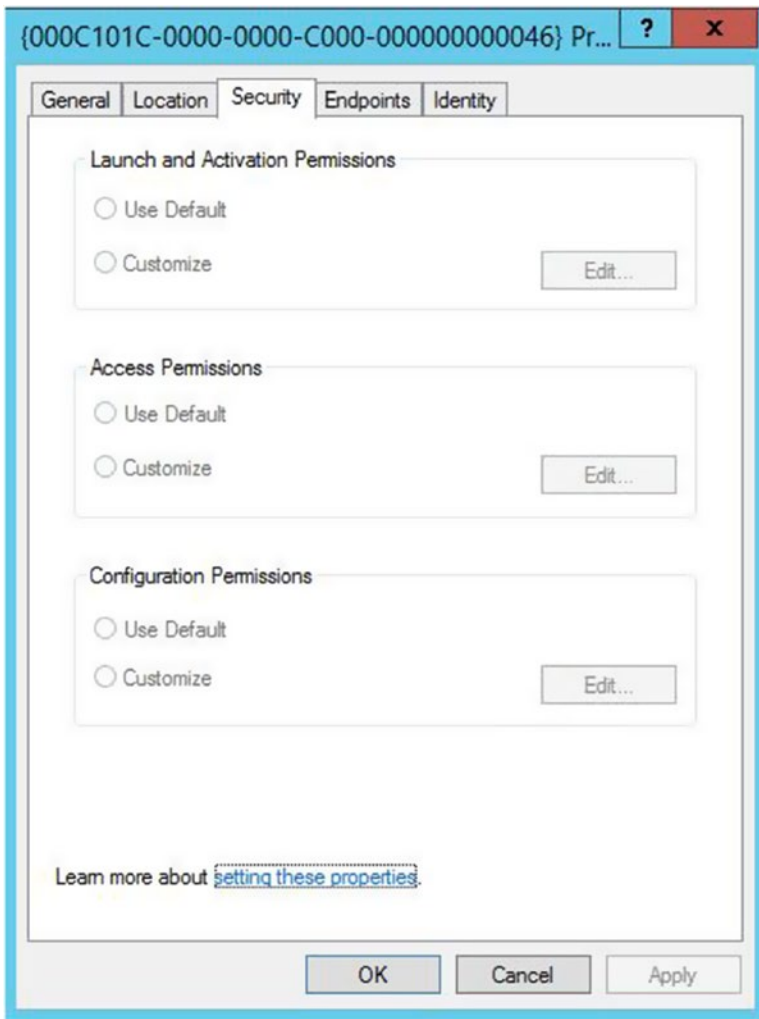 {000C101C-0000-0000-C000-000000000046} Pr... ? x
General Location Security Endpoints Identity
Launch and Activation Permissions
Use Default
Customize
Edit...
Access Permissions
Use Default
Customize
Edit...
Configuration Permissions
Use Default
Customize
Edit...
Learn more about setting these properties.
OK Cancel Apply